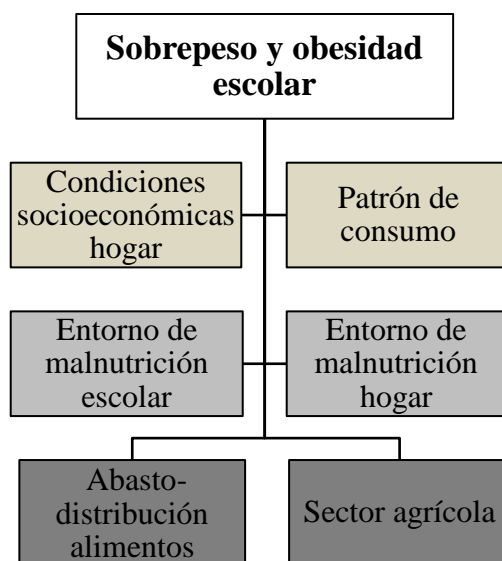 Sobrepeso y obesidad
escolar
Condiciones
socioeconómicas
hogar
Patrón de
consumo
Entorno de
malnutrición
escolar
Entorno de
malnutrición
hogar
Abasto-
distribución
alimentos
Sector agrícola